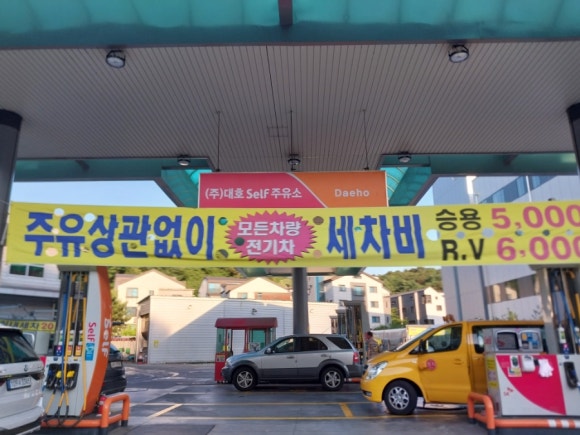 (주)대호 Self 주유소 Daeho
주유상관없이 모든차량 전기차 세차비 승용 5,000
R.V 6,000
Self